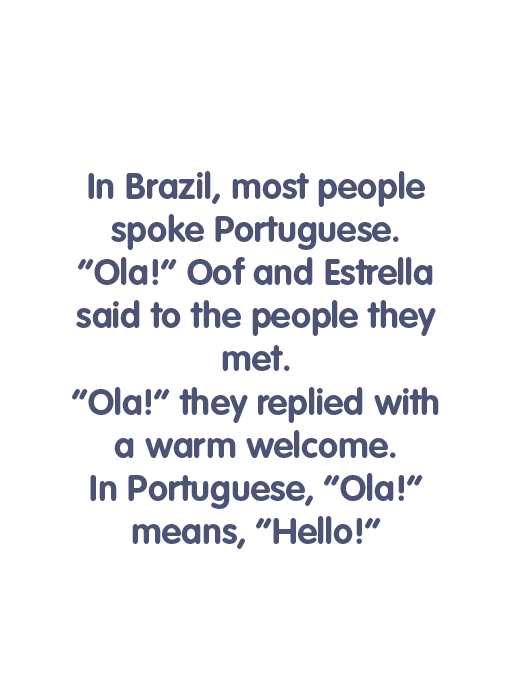 In Brazil, most people
spoke Portuguese.
"Ola!" Oof and Estrella
said to the people they
met.
"Ola!" they replied with
a warm welcome.
In Portuguese, "Ola!"
means, "Hello!"